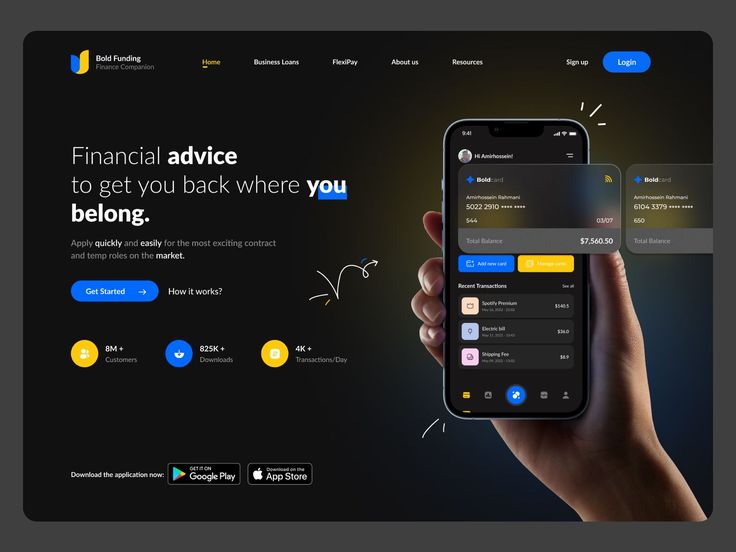 Bold Funding
Finance Companion
Home
Business Loans
FlexiPay
About us
Resources
Sign up
Login
Financial advice
to get you back where you
belong.
Apply quickly and easily for the most exciting contract
and temp roles on the market.
Get Started
How it works?
8M +
Customers
825K +
Downloads
4K +
Transactions/Day
Download the application now:
GET IT ON
Google Play
Download on the
App Store
9:41
Hi Amirhossein!
Boldcard
Amirhossein Rahmani
5022 2910 **** ****
544 03/07
Total Balance $7,560.50
Amirhossein Rahmani
6104 3379 **** ****
650
Total Balance
Boldcard
Add new card
Manage cards
Recent Transactions See all
Spotify Premium
$140.5
Electric bill
$36.0
Shipping Fee
$8.9